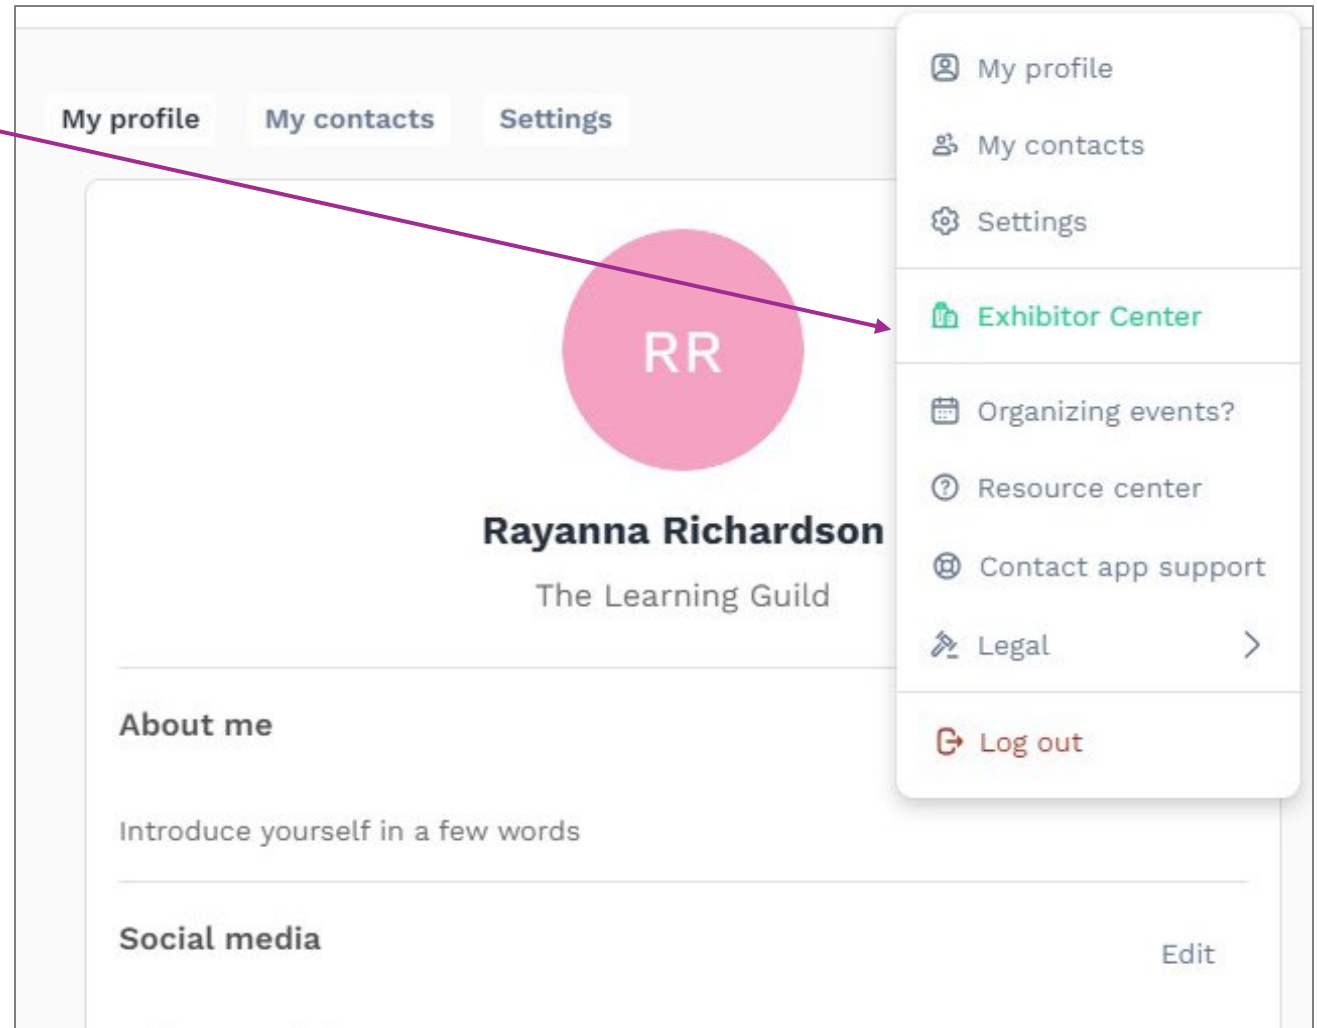 My profile
My contacts
Settings
RR
Rayanna Richardson
The Learning Guild
About me
Introduce yourself in a few words
Social media
Edit
My profile
My contacts
Settings
Exhibitor Center
Organizing events?
Resource center
Contact app support
Legal
Log out